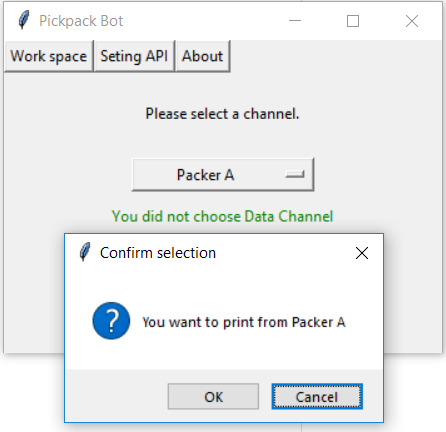 Pickpack Bot
Work space Seting API About
Please select a channel.
Packer A
You did not choose Data Channel
Confirm selection
You want to print from Packer A
OK Cancel